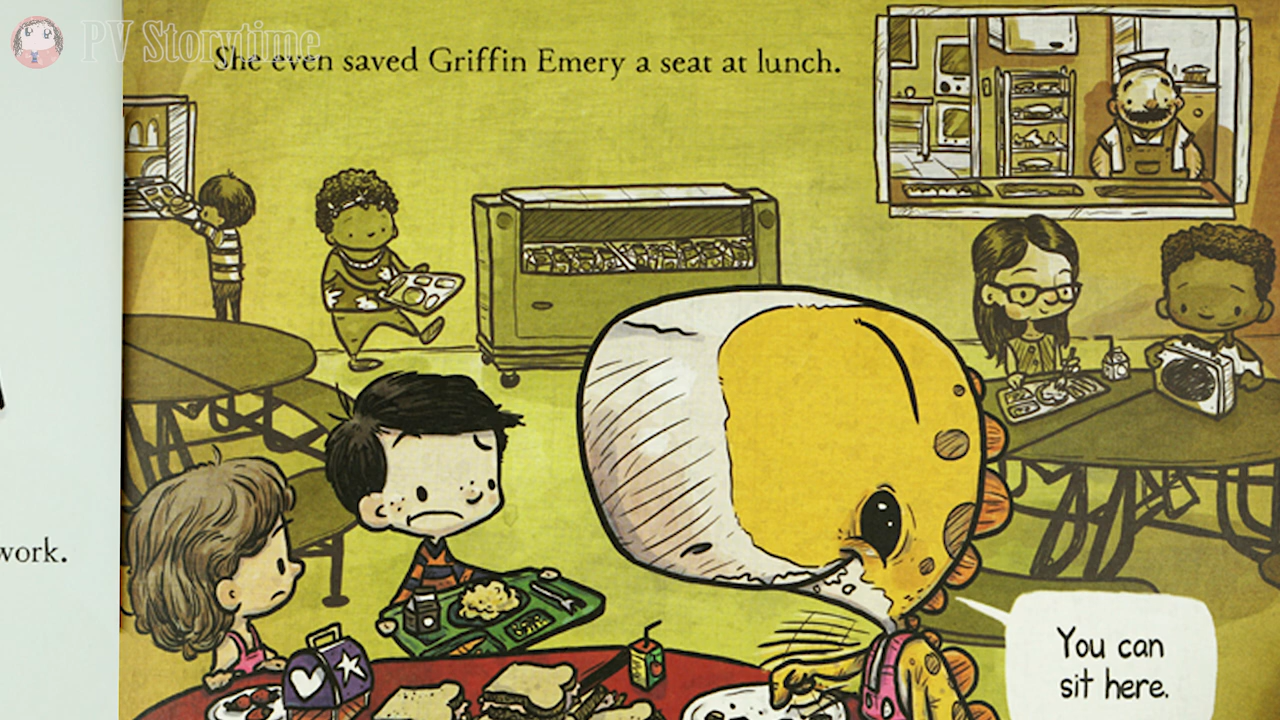 PV Storytime
She even saved Griffin Emery a seat at lunch.
work.
You can
sit here.